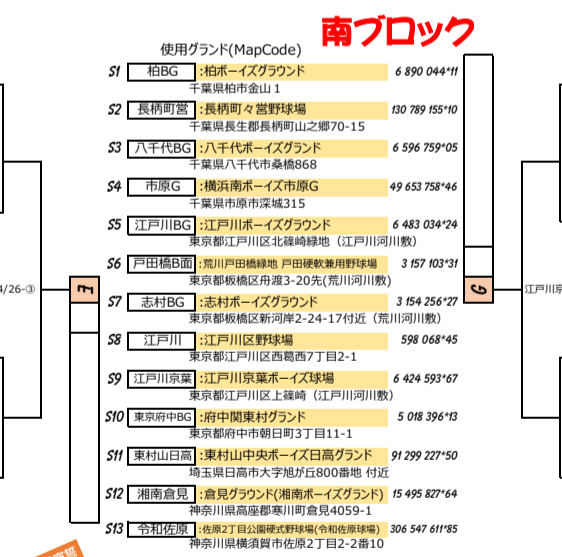 南ブロック
使用グランド(MapCode)
S1 柏BG :柏ボーイズグラウンド 6 890 044*11
千葉県柏市金山 1
S2 長柄町営 :長柄町々営野球場 130 789 155*10
千葉県長生郡長柄町山之郷70-15
S3 八千代BG :八千代ボーイズグランド 6 596 759*05
千葉県八千代市桑橋868
S4 市原G :横浜南ボーイズ市原G 49 653 758*46
千葉県市原市深城315
S5 江戸川BG :江戸川ボーイズグラウンド 6 483 034*24
東京都江戸川区北篠崎緑地（江戸川河川敷）
S6 戸田橋B面 :荒川戸田橋緑地 戸田硬軟兼用野球場 3 157 103*31
東京都板橋区舟渡3-20先(荒川河川敷)
4/26-③ F G 江戸川京
S7 志村BG :志村ボーイズグラウンド 3 154 256*27
東京都板橋区新河岸2-24-17付近（荒川河川敷）
S8 江戸川 :江戸川区野球場 598 068*45
東京都江戸川区西葛西7丁目2-1
S9 江戸川京葉 :江戸川京葉ボーイズ球場 6 424 593*67
東京都江戸川区上篠崎（江戸川河川敷）
S10 東京府中BG :府中関東村グランド 5 018 396*13
東京都府中市朝日町3丁目11-1
S11 東村山日高 :東村山中央ボーイズ日高グランド 91 299 227*50
埼玉県日高市大字旭が丘800番地 付近
S12 湘南倉見 :倉見グラウンド(湘南ボーイズグランド) 15 495 827*64
神奈川県高座郡寒川町倉見4059-1
S13 令和佐原 :佐原2丁目公園硬式野球場(令和佐原球場) 306 547 611*85
神奈川県横須賀市佐原2丁目2-2番10